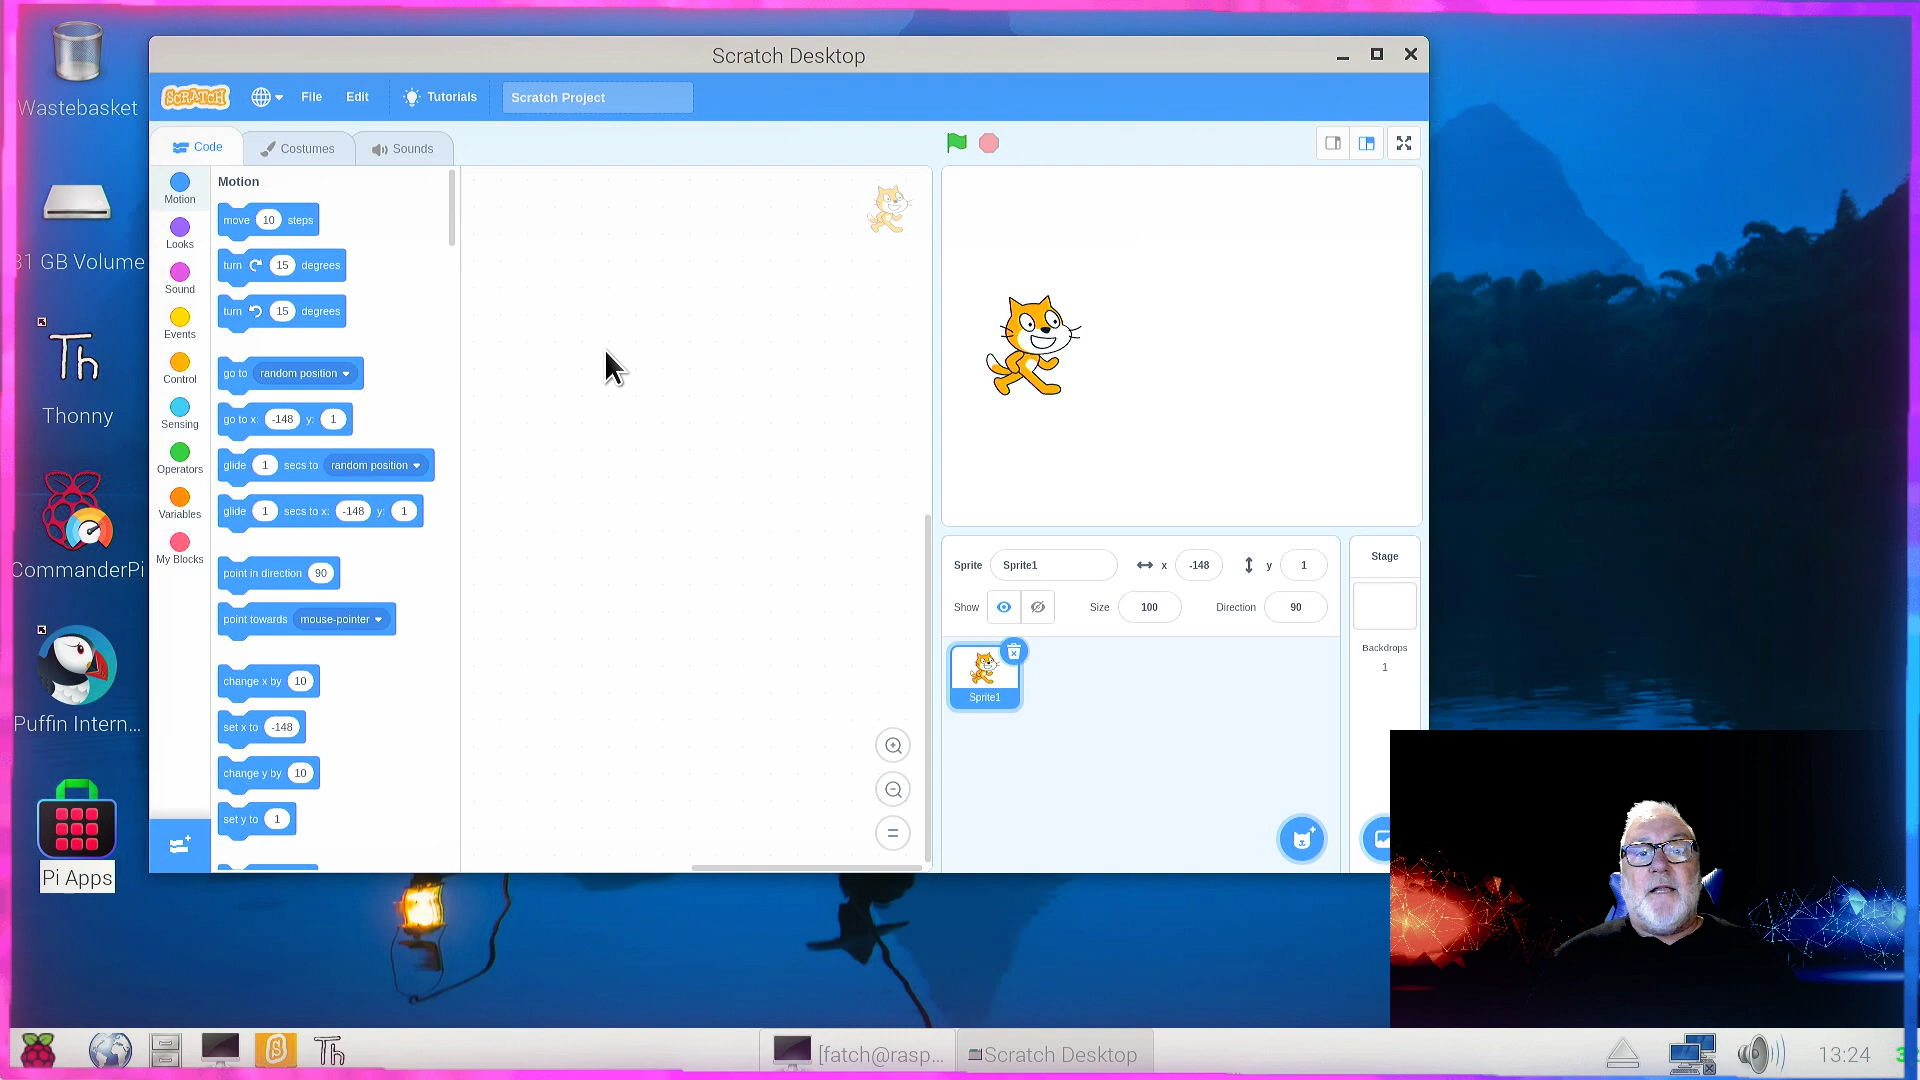 Scratch Desktop
SCRATCH
File
Edit
Tutorials
Scratch Project
Code
Costumes
Sounds
Motion
Looks
Sound
Events
Control
Sensing
Operators
Variables
My Blocks
Motion
move 10 steps
turn 15 degrees
turn 15 degrees
go to random position
go to x: -148 y: 1
glide 1 secs to random position
glide 1 secs to x: -148 y: 1
point in direction 90
point towards mouse-pointer
change x by 10
set x to -148
change y by 10
set y to 1
Sprite Sprite1 x -148 y 1
Show Size 100 Direction 90
Sprite1
Stage
Backdrops
1
Wastebasket
31 GB Volume
Th
Thonny
CommanderPi
Puffin Intern...
Pi Apps
Th
[fatch@rasp...
Scratch Desktop
13:24